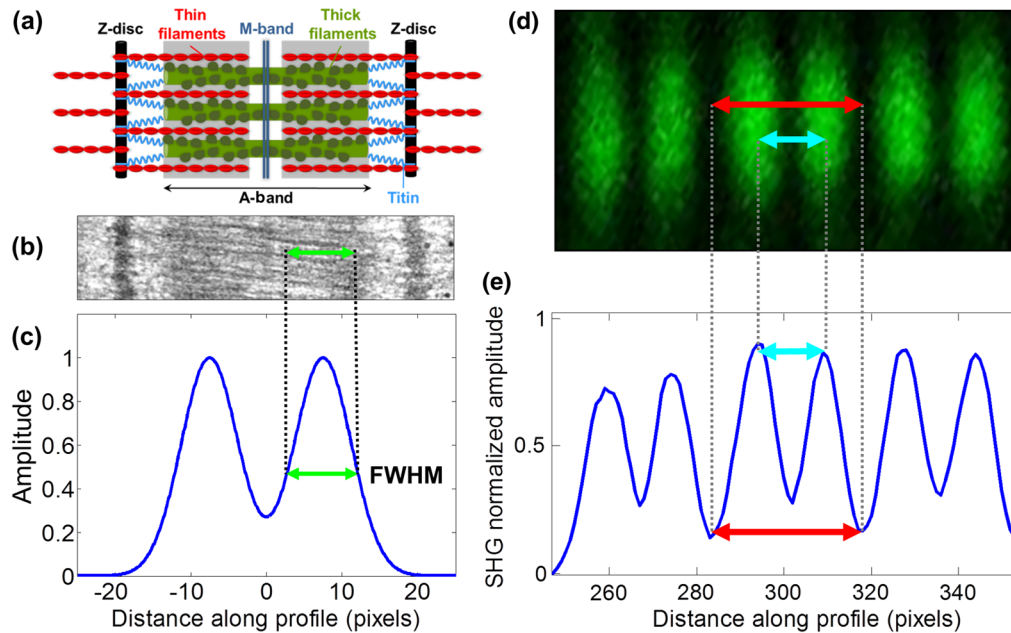 (a)
Z-disc
Thin
filaments
M-band
Thick
filaments
Z-disc
A-band
Titin
(b)
(c)
1
0.8
0.6
0.4
0.2
0
Amplitude
FWHM
-20
-10
0
10
20
Distance along profile (pixels)
(d)
(e)
1
0.5
0
SHG normalized amplitude
260
280
300
320
340
Distance along profile (pixels)